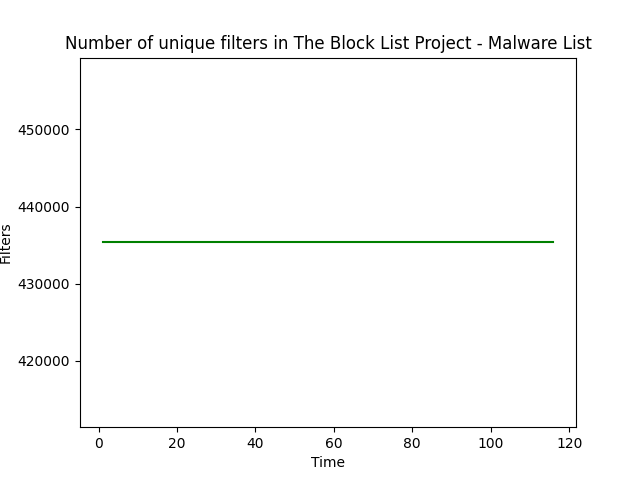 Number of unique filters in The Block List Project - Malware List
450000
440000
430000
420000
Filters
0 20 40 60 80 100 120
Time